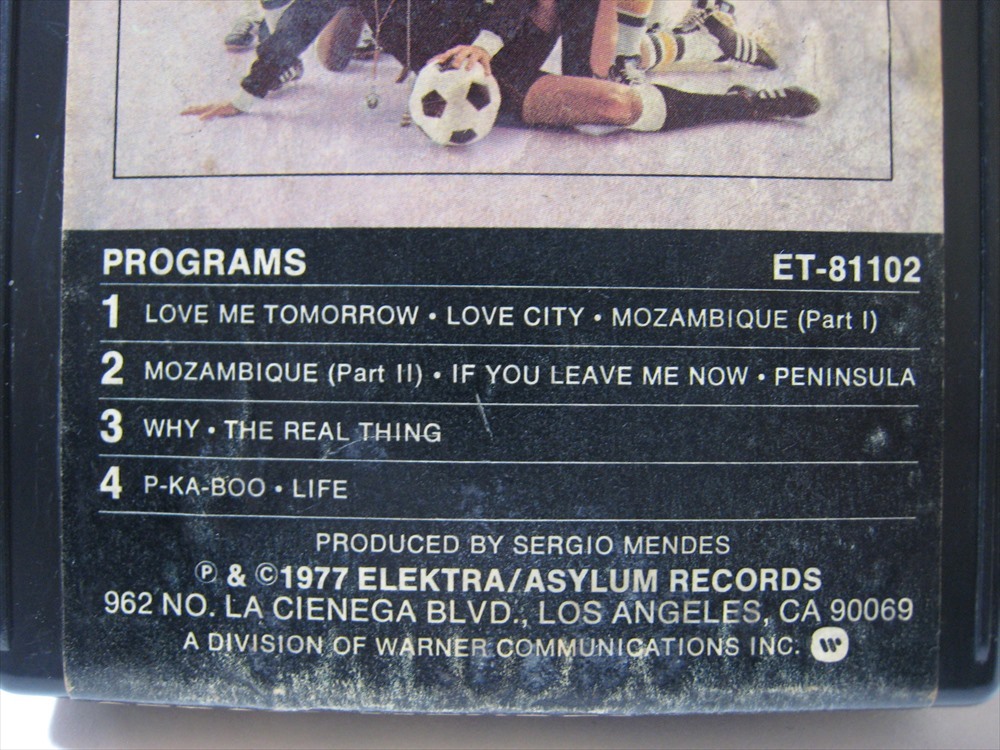 PROGRAMS ET-81102
1 LOVE ME TOMORROW • LOVE CITY • MOZAMBIQUE (Part I)
2 MOZAMBIQUE (Part II) • IF YOU LEAVE ME NOW • PENINSULA
3 WHY • THE REAL THING
4 P-KA-BOO • LIFE
PRODUCED BY SERGIO MENDES
℗ & ©1977 ELEKTRA/ASYLUM RECORDS
962 NO. LA CIENEGA BLVD., LOS ANGELES, CA 90069
A DIVISION OF WARNER COMMUNICATIONS INC.